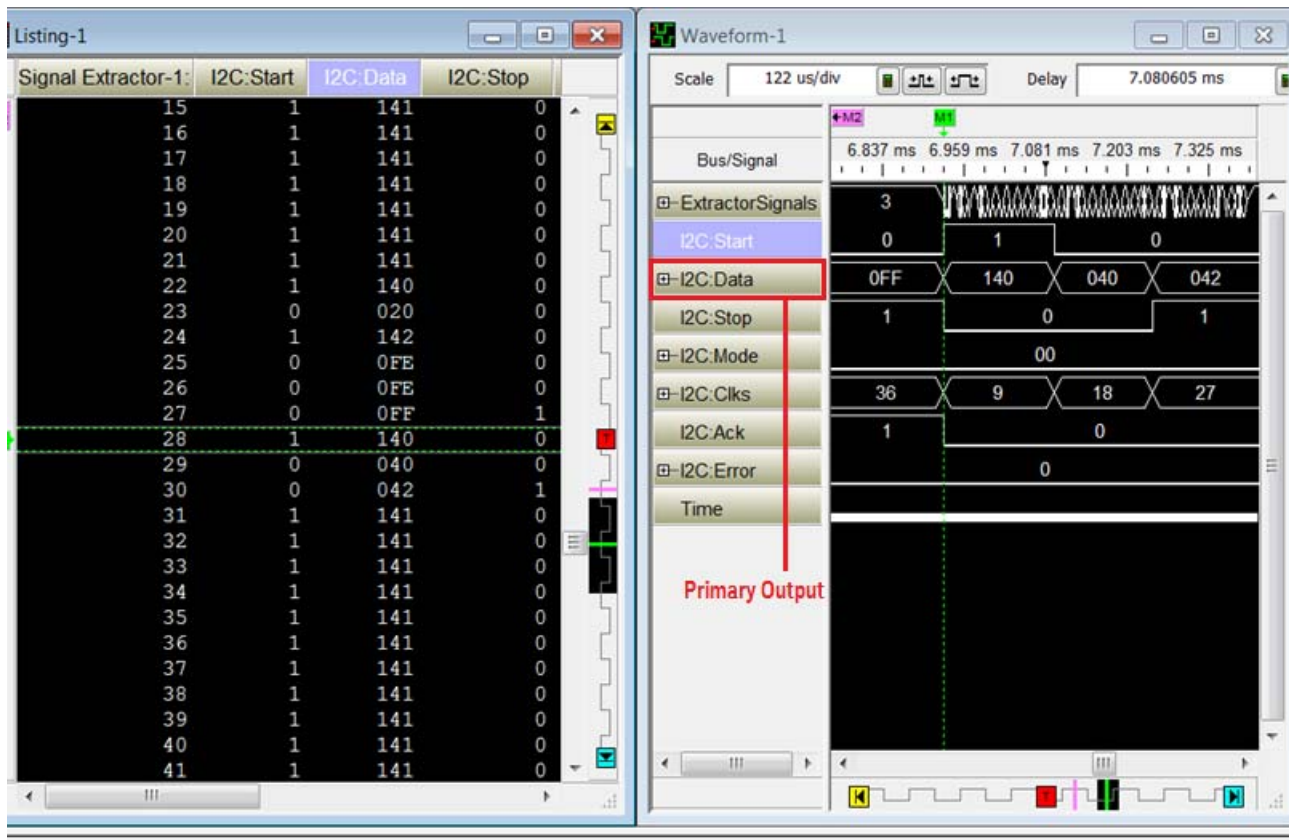 Listing-1
Signal Extractor-1: I2C:Start I2C:Data I2C:Stop
15 1 141 0
16 1 141 0
17 1 141 0
18 1 141 0
19 1 141 0
20 1 141 0
21 1 141 0
22 1 140 0
23 0 020 0
24 1 142 0
25 0 0FE 0
26 0 0FE 0
27 0 0FF 1
28 1 140 0
29 0 040 0
30 0 042 1
31 1 141 0
32 1 141 0
33 1 141 0
34 1 141 0
35 1 141 0
36 1 141 0
37 1 141 0
38 1 141 0
39 1 141 0
40 1 141 0
41 1 141 0
T
Waveform-1
Scale 122 us/div Delay 7.080605 ms
M2 M1
Bus/Signal 6.837 ms 6.959 ms 7.081 ms 7.203 ms 7.325 ms
ExtractorSignals 3
I2C:Start 0 1 0
I2C:Data 0FF 140 040 042
I2C:Stop 1 0 1
I2C:Mode 00
I2C:Clks 36 9 18 27
I2C:Ack 1 0
I2C:Error 0
Time
Primary Output
T